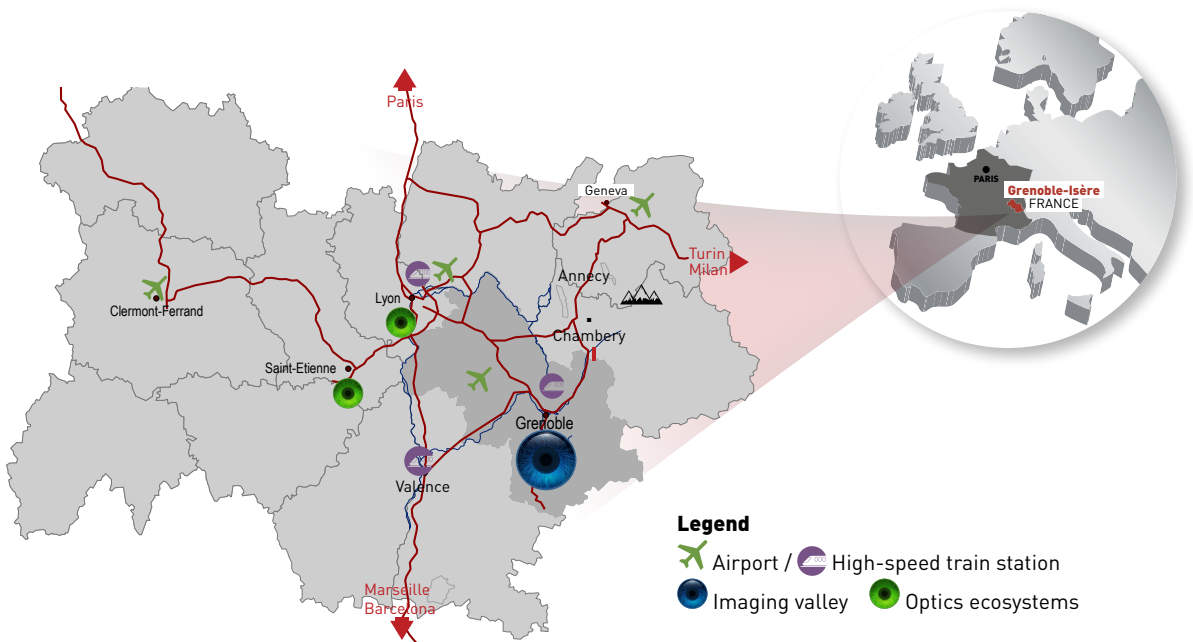 Paris
PARIS
Grenoble-Isère
FRANCE
Geneva
Turin
Milan
Annecy
Lyon
Clermont-Ferrand
Chambery
Saint-Etienne
Grenoble
Valence
Legend
Airport / High-speed train station
Imaging valley Optics ecosystems
Marseille
Barcelona